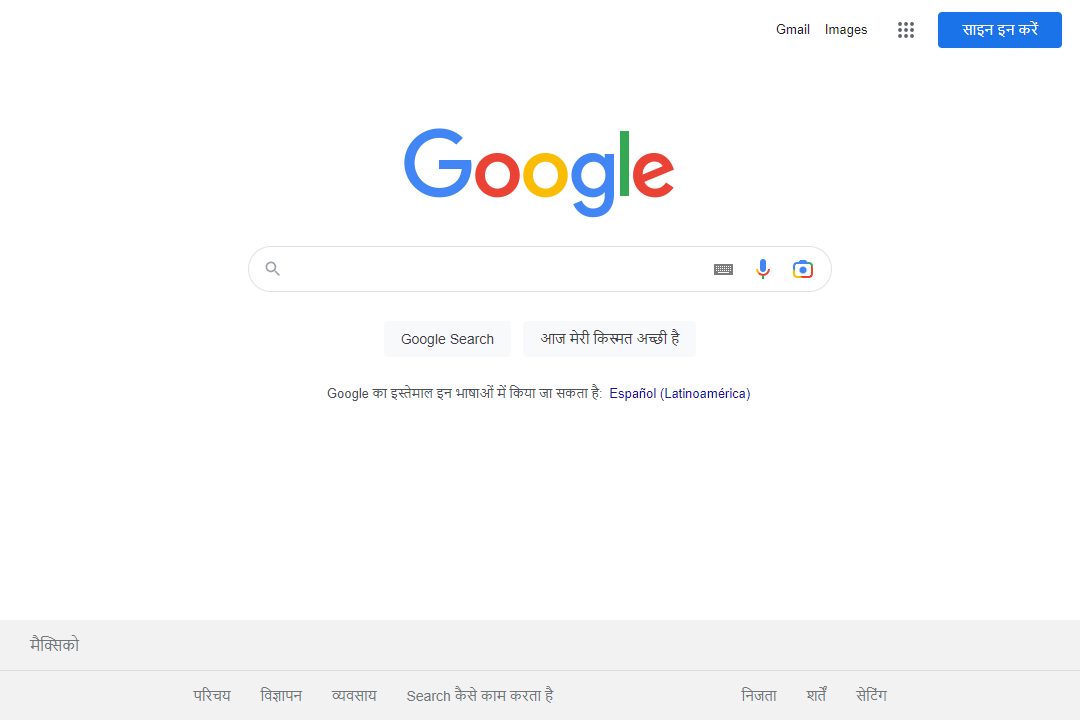 Gmail Images साइन इन करें
Google
Google Search आज मेरी किस्मत अच्छी है
Google का इस्तेमाल इन भाषाओं में किया जा सकता है: Español (Latinoamérica)
मैक्सिको
परिचय विज्ञापन व्यवसाय Search कैसे काम करता है निजता शर्तें सेटिंग